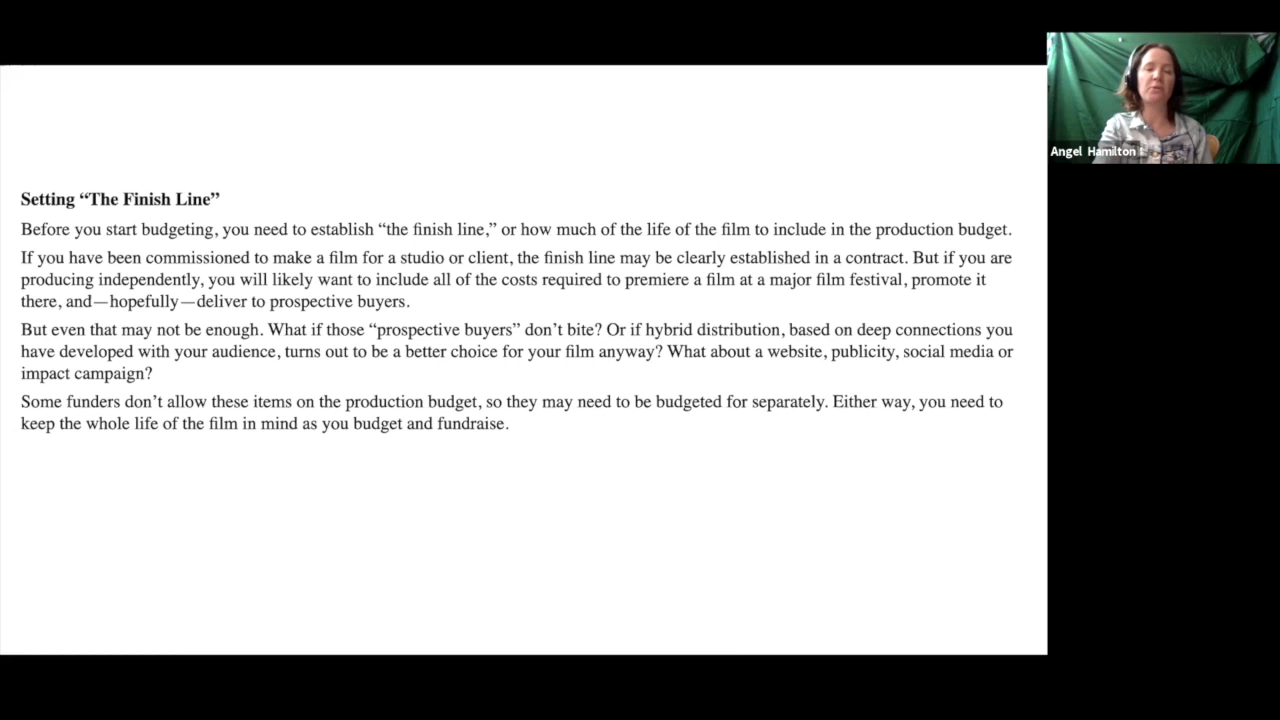 Setting “The Finish Line”
Before you start budgeting, you need to establish “the finish line,” or how much of the life of the film to include in the production budget.
If you have been commissioned to make a film for a studio or client, the finish line may be clearly established in a contract. But if you are
producing independently, you will likely want to include all of the costs required to premiere a film at a major film festival, promote it
there, and—hopefully—deliver to prospective buyers.
But even that may not be enough. What if those “prospective buyers” don’t bite? Or if hybrid distribution, based on deep connections you
have developed with your audience, turns out to be a better choice for your film anyway? What about a website, publicity, social media or
impact campaign?
Some funders don’t allow these items on the production budget, so they may need to be budgeted for separately. Either way, you need to
keep the whole life of the film in mind as you budget and fundraise.
Angel Hamilton